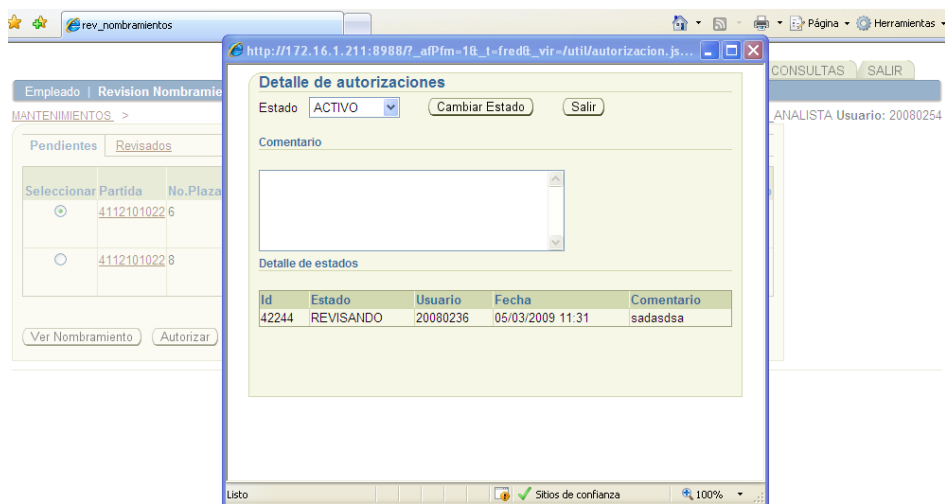 rev_nombramientos
Página
Herramientas
http://172.16.1.211:8988/?_afPfm=1&_t=fred&_vir=/util/autorizacion.js...
CONSULTAS SALIR
Empleado | Revision Nombramie
MANTENIMIENTOS >
_ANALISTA Usuario: 20080254
Pendientes Revisados
Seleccionar Partida No.Plaza
4112101022 6
4112101022 8
Ver Nombramiento Autorizar
Detalle de autorizaciones
Estado ACTIVO Cambiar Estado Salir
Comentario
Detalle de estados
Id Estado Usuario Fecha Comentario
42244 REVISANDO 20080236 05/03/2009 11:31 sadasdsa
Listo Sitios de confianza 100%